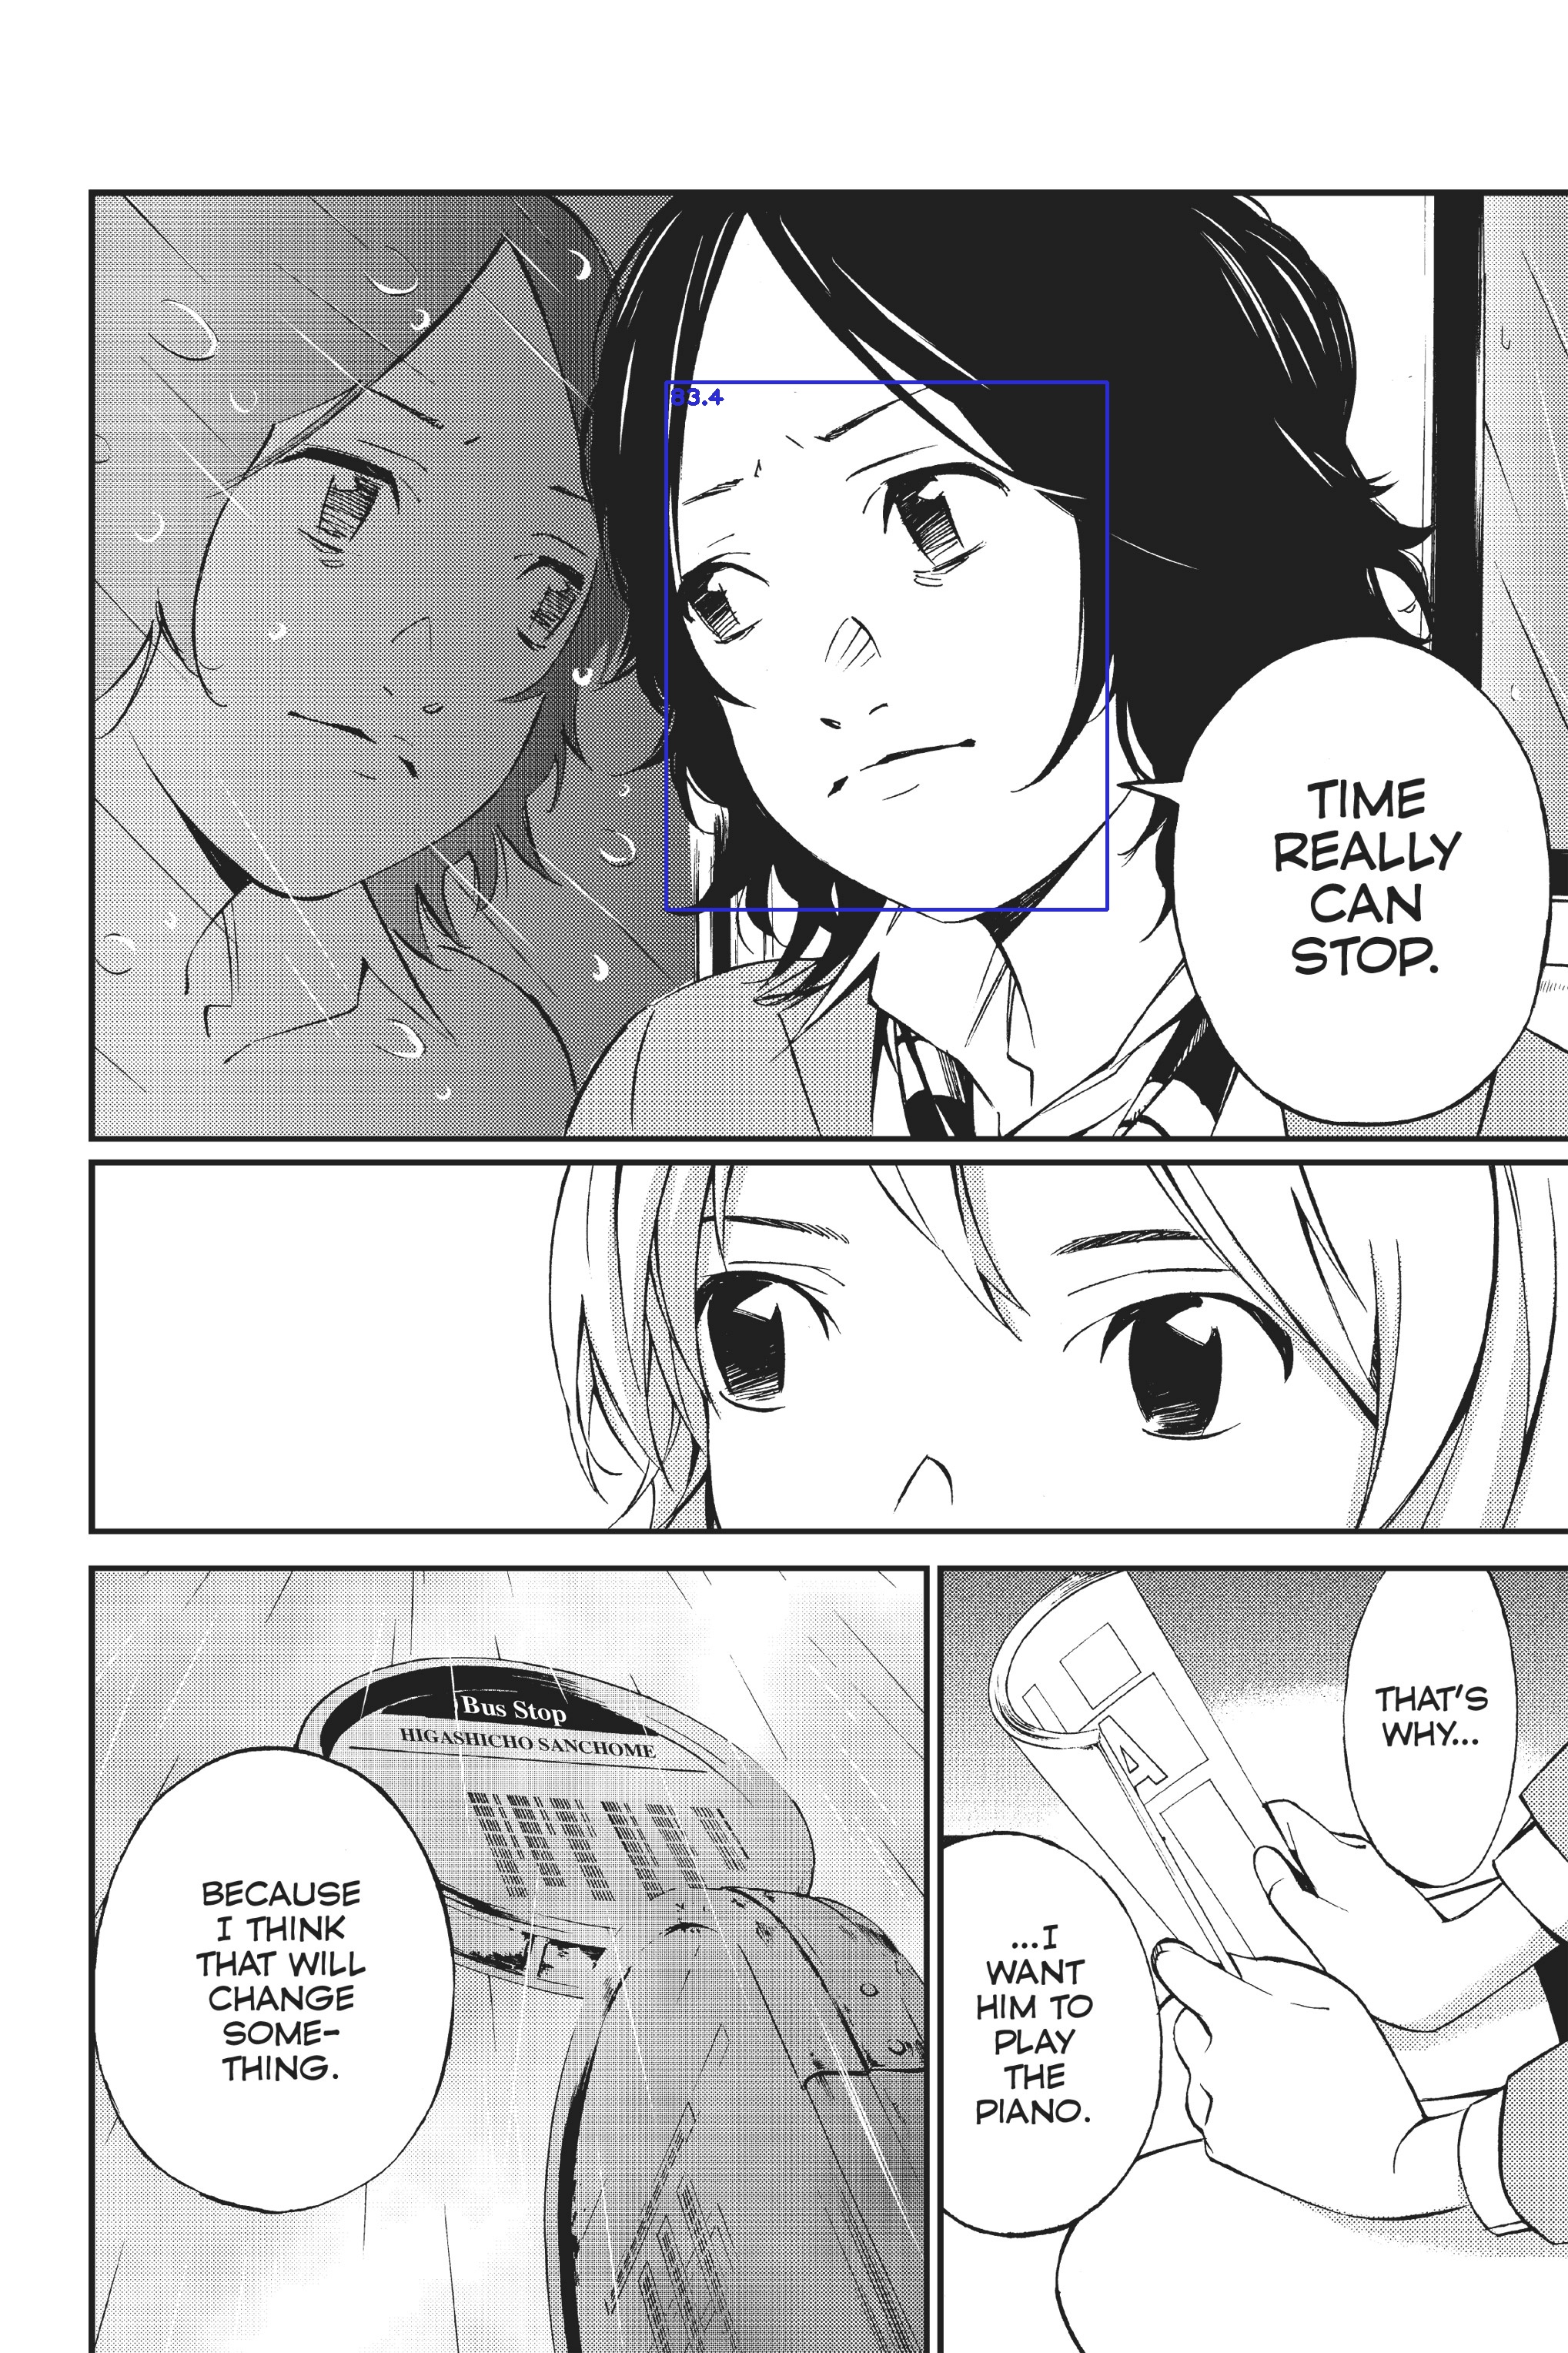 83.4
TIME
REALLY
CAN
STOP.
THAT'S
WHY...
...I
WANT
HIM TO
PLAY
THE
PIANO.
A
Bus Stop
HIGASHICHO SANCHOME
BECAUSE
I THINK
THAT WILL
CHANGE
SOME-
THING.